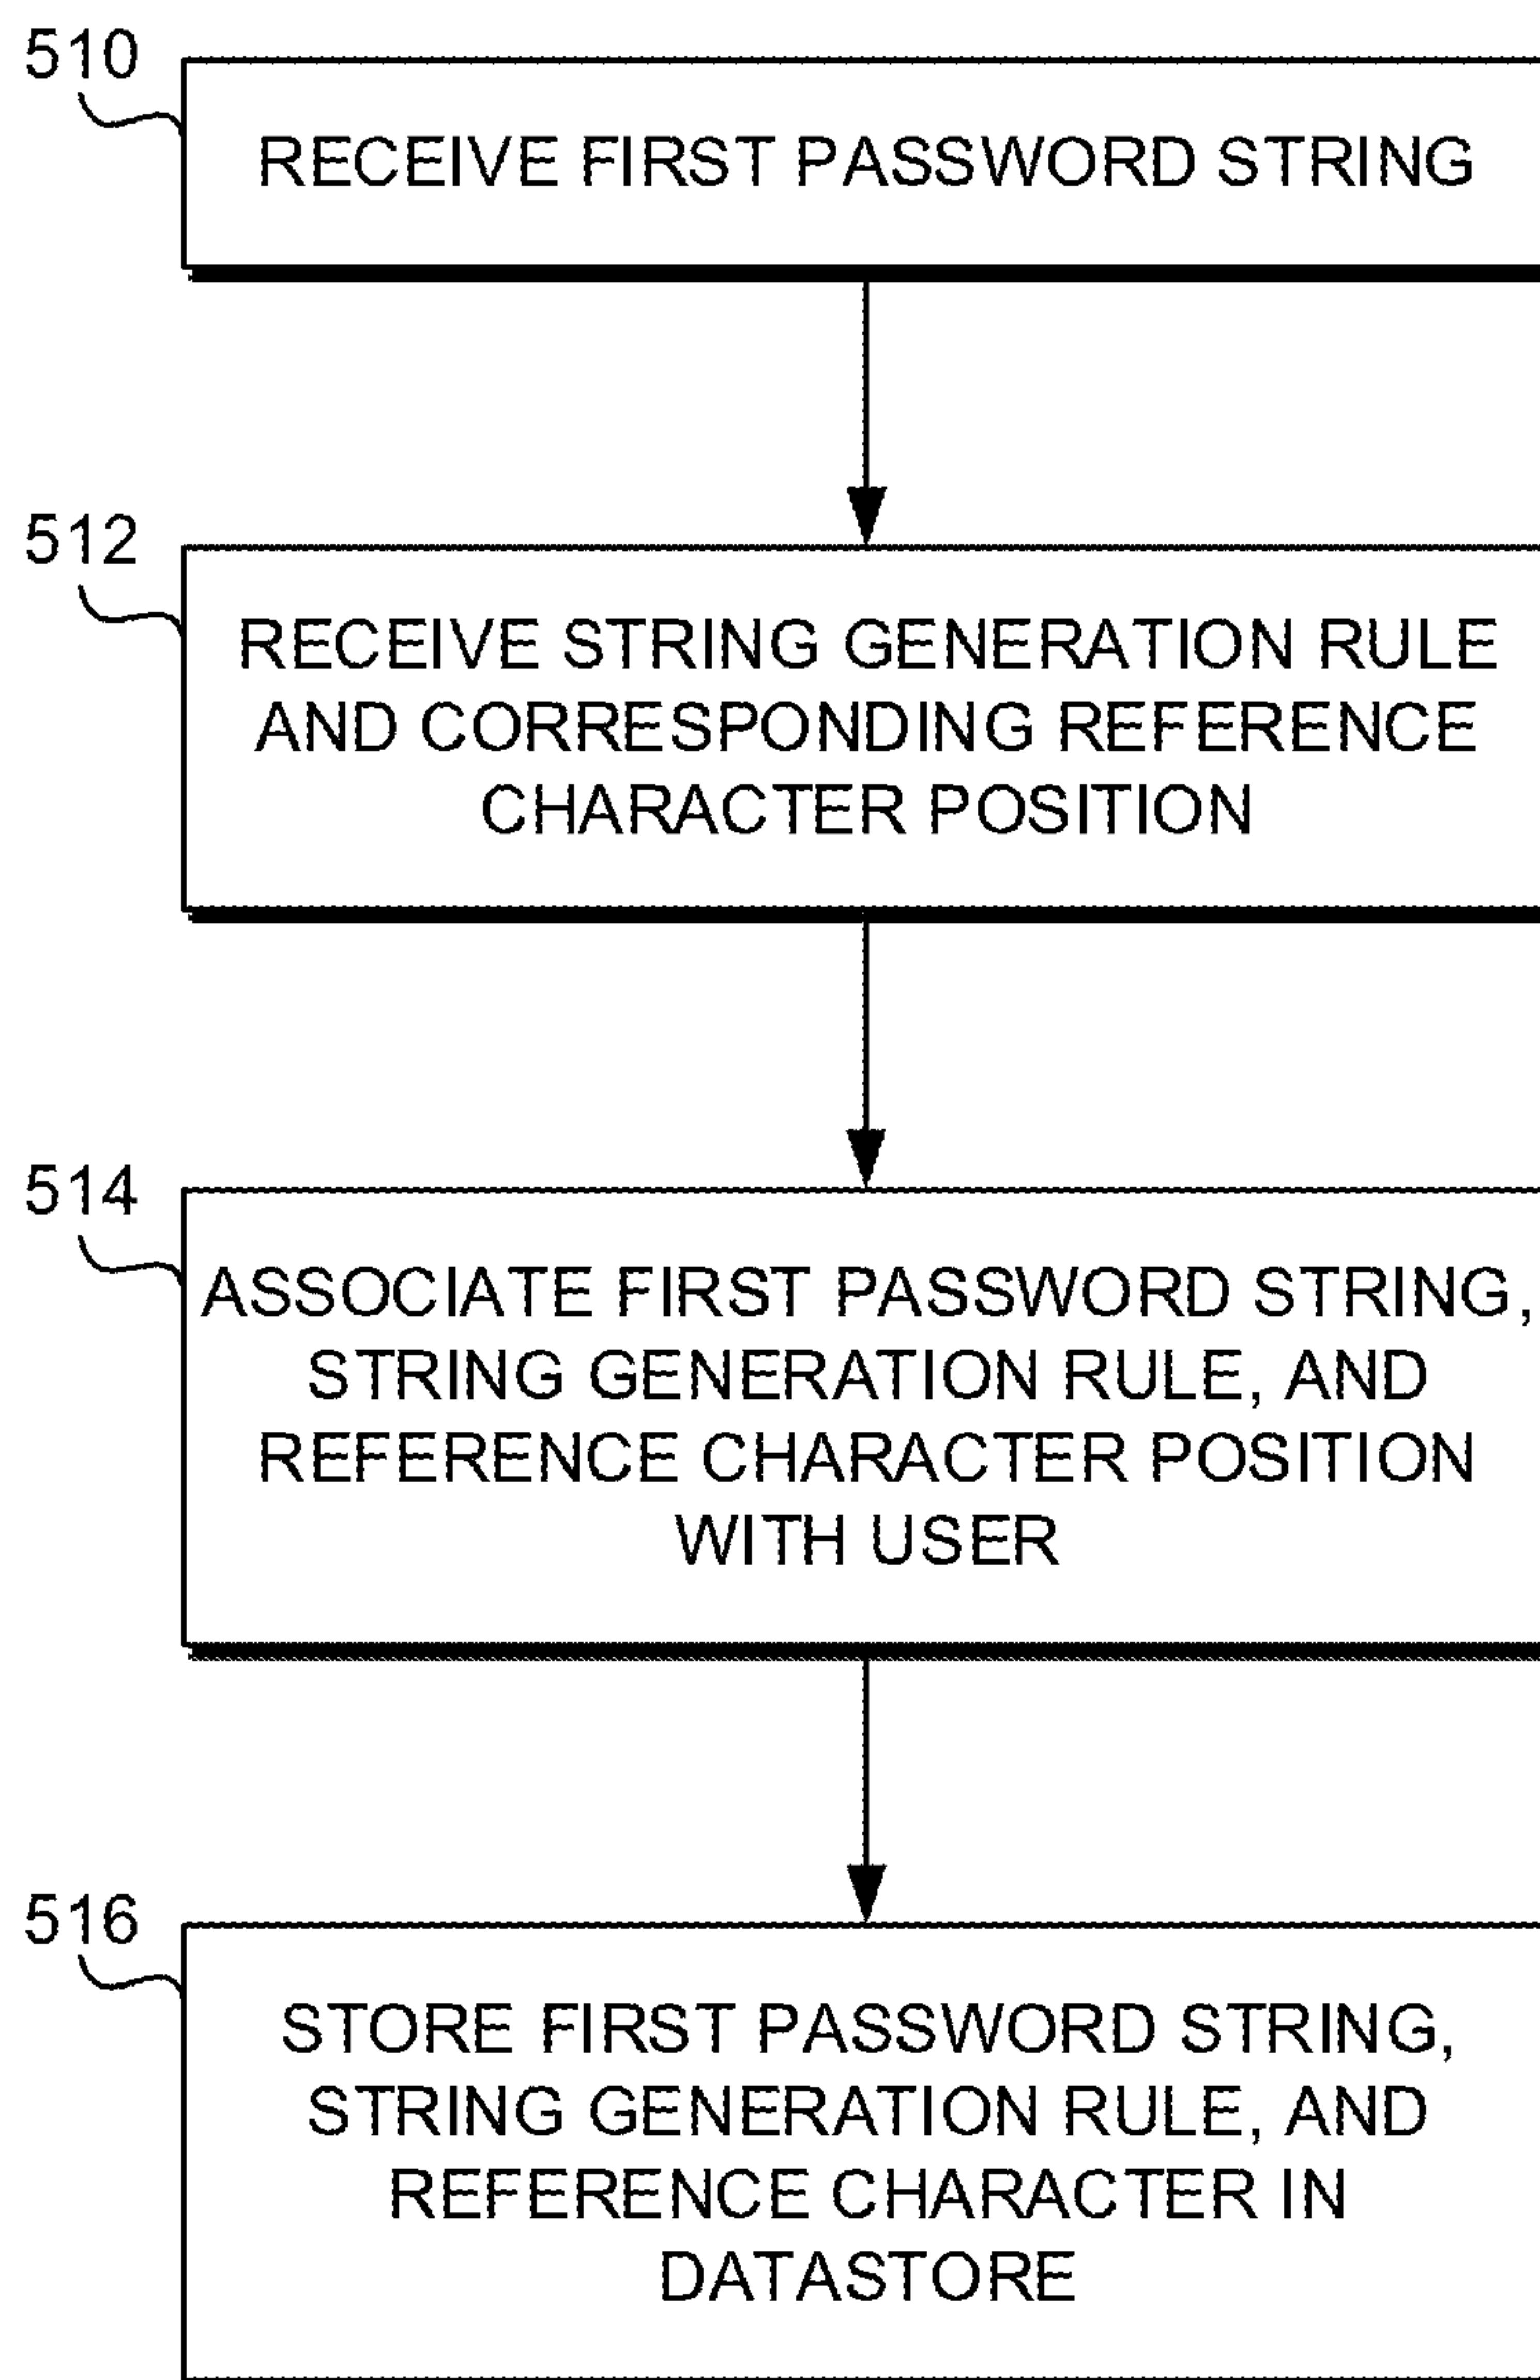 510
RECEIVE FIRST PASSWORD STRING
512
RECEIVE STRING GENERATION RULE
AND CORRESPONDING REFERENCE
CHARACTER POSITION
514
ASSOCIATE FIRST PASSWORD STRING,
STRING GENERATION RULE, AND
REFERENCE CHARACTER POSITION
WITH USER
516
STORE FIRST PASSWORD STRING,
STRING GENERATION RULE, AND
REFERENCE CHARACTER IN
DATASTORE